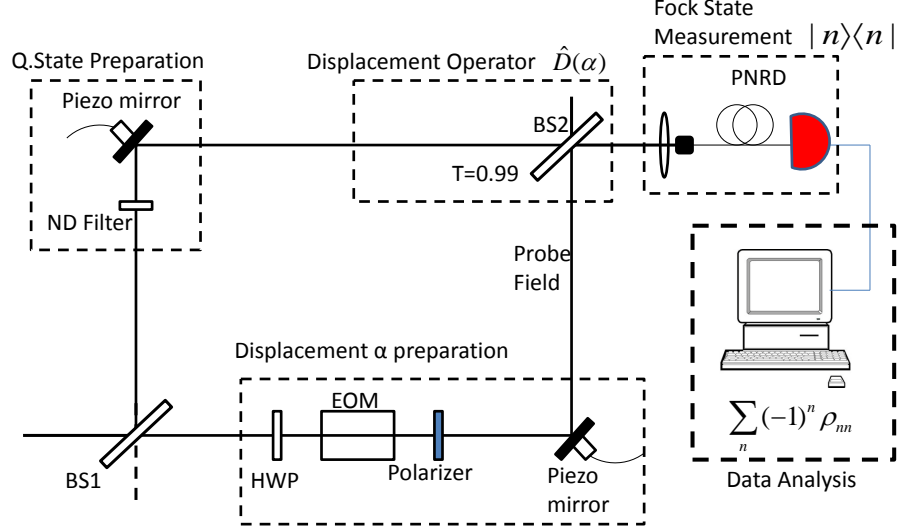 Fock State
Measurement | n⟩⟨n |
Q.State Preparation
Displacement Operator D̂(α)
Piezo mirror
PNRD
BS2
T=0.99
ND Filter
Probe
Field
Displacement α preparation
EOM
BS1
HWP
Polarizer
Piezo
mirror
∑n (-1)^n ρnn
Data Analysis